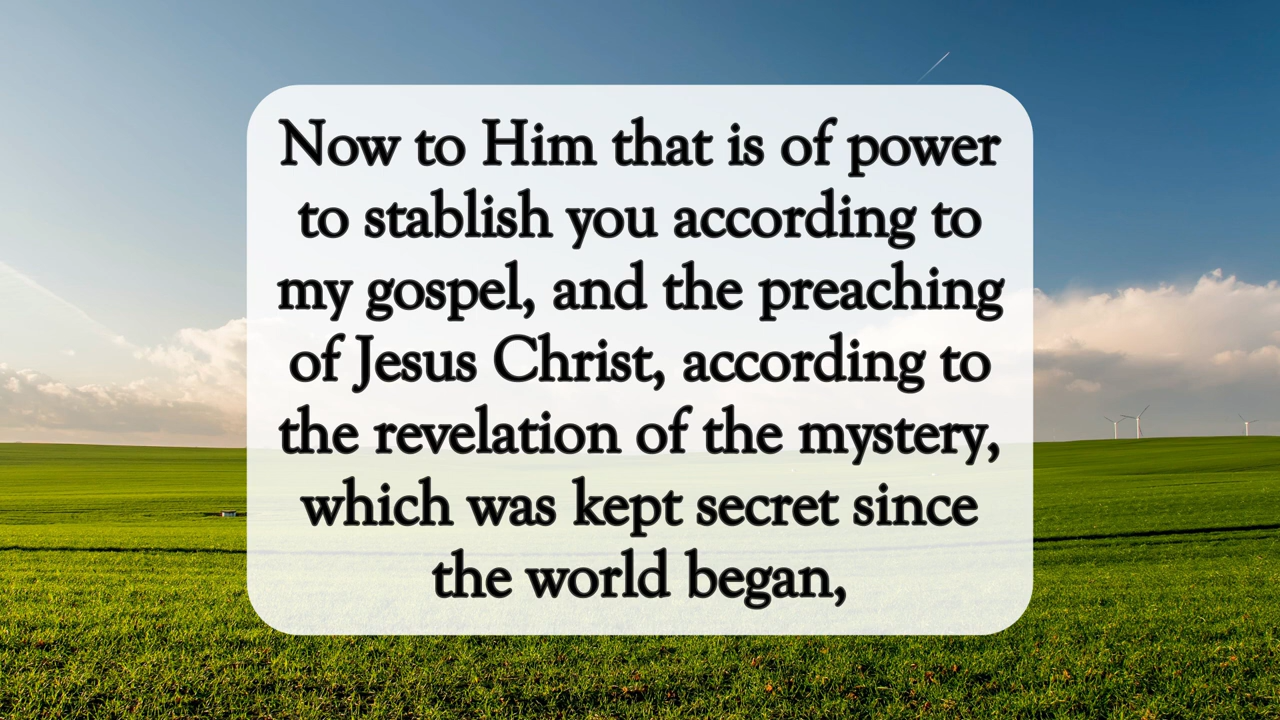 Now to Him that is of power
to stablish you according to
my gospel, and the preaching
of Jesus Christ, according to
the revelation of the mystery,
which was kept secret since
the world began,